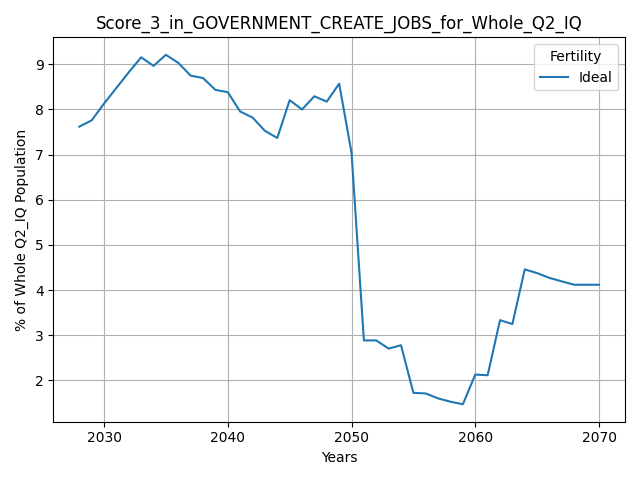 Score_3_in_GOVERNMENT_CREATE_JOBS_for_Whole_Q2_IQ
Fertility
Ideal
% of Whole Q2_IQ Population
9
8
7
6
5
4
3
2
2030 2040 2050 2060 2070
Years